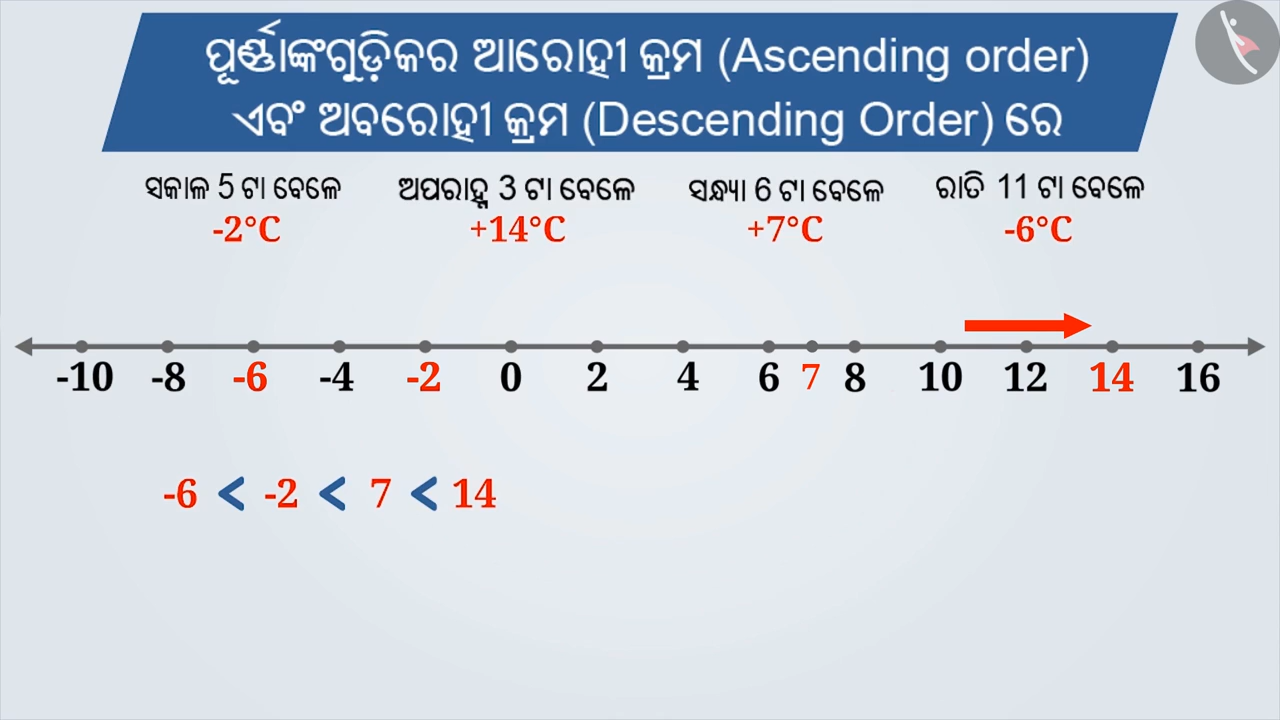 ପୂର୍ଣ୍ଣାଙ୍କଗୁଡ଼ିକର ଆରୋହୀ କ୍ରମ (Ascending order)
ଏବଂ ଅବରୋହୀ କ୍ରମ (Descending Order) ରେ
ସକାଳ 5 ଟା ବେଳେ ଅପରାହ୍ନ 3 ଟା ବେଳେ ସନ୍ଧ୍ୟା 6 ଟା ବେଳେ ରାତି 11 ଟା ବେଳେ
-2°C +14°C +7°C -6°C
-10 -8 -6 -4 -2 0 2 4 6 7 8 10 12 14 16
-6 < -2 < 7 < 14